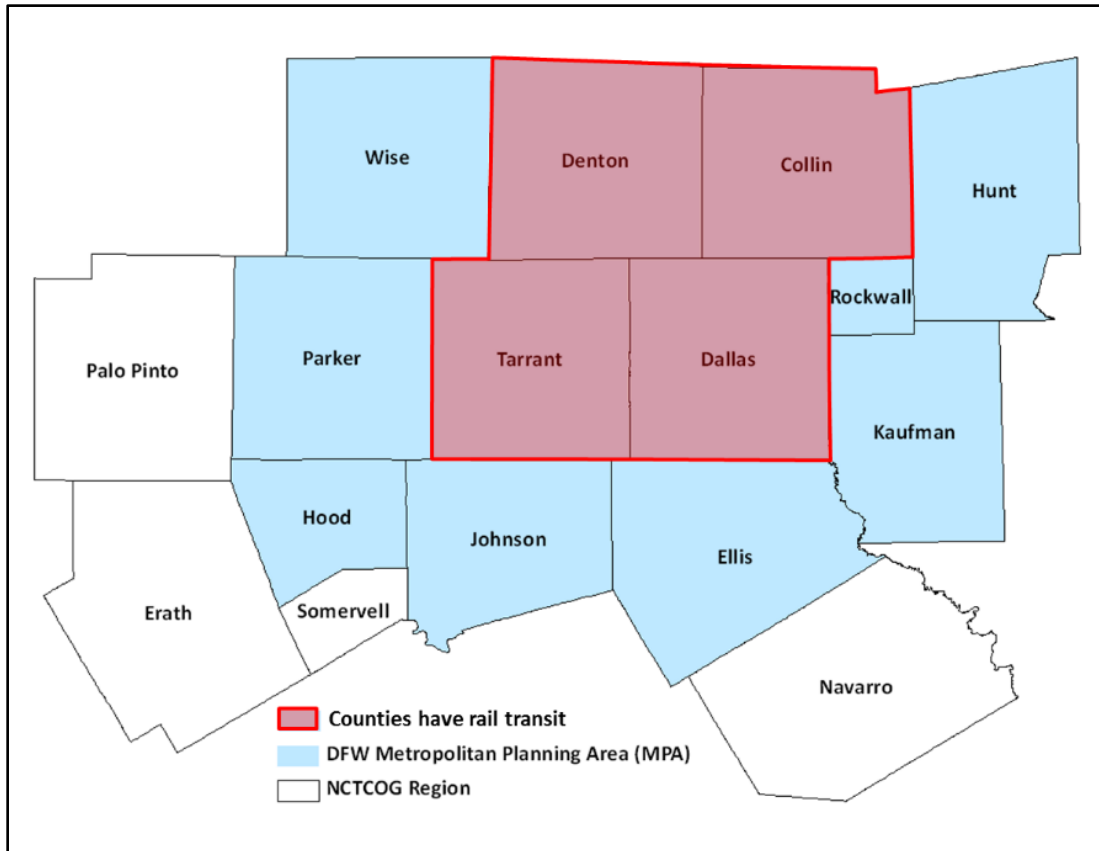 Wise
Denton
Collin
Hunt
Rockwall
Palo Pinto
Parker
Tarrant
Dallas
Kaufman
Hood
Johnson
Ellis
Erath
Somervell
Navarro
Counties have rail transit
DFW Metropolitan Planning Area (MPA)
NCTCOG Region